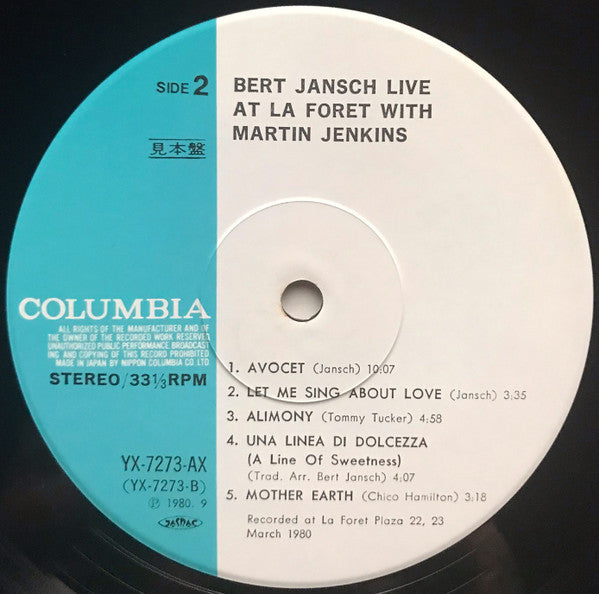 SIDE 2
BERT JANSCH LIVE
AT LA FORET WITH
MARTIN JENKINS
見本盤
COLUMBIA
ALL RIGHTS OF THE MANUFACTURER AND OF
THE OWNER OF THE RECORDED WORK RESERVED
UNAUTHORIZED PUBLIC PERFORMANCE BROADCAST
ING AND COPYING OF THIS RECORD PROHIBITED
MADE IN JAPAN BY NIPPON COLUMBIA CO LTD
STEREO/33⅓RPM
1. AVOCET (Jansch) 10:07
2. LET ME SING ABOUT LOVE (Jansch) 3:35
3. ALIMONY (Tommy Tucker) 4:58
4. UNA LINEA DI DOLCEZZA
(A Line Of Sweetness)
(Trad. Arr. Bert Jansch) 4:07
5. MOTHER EARTH (Chico Hamilton) 3:18
YX-7273-AX
(YX-7273-B)
Ⓟ 1980. 9
JASRAC
Recorded at La Foret Plaza 22, 23
March 1980